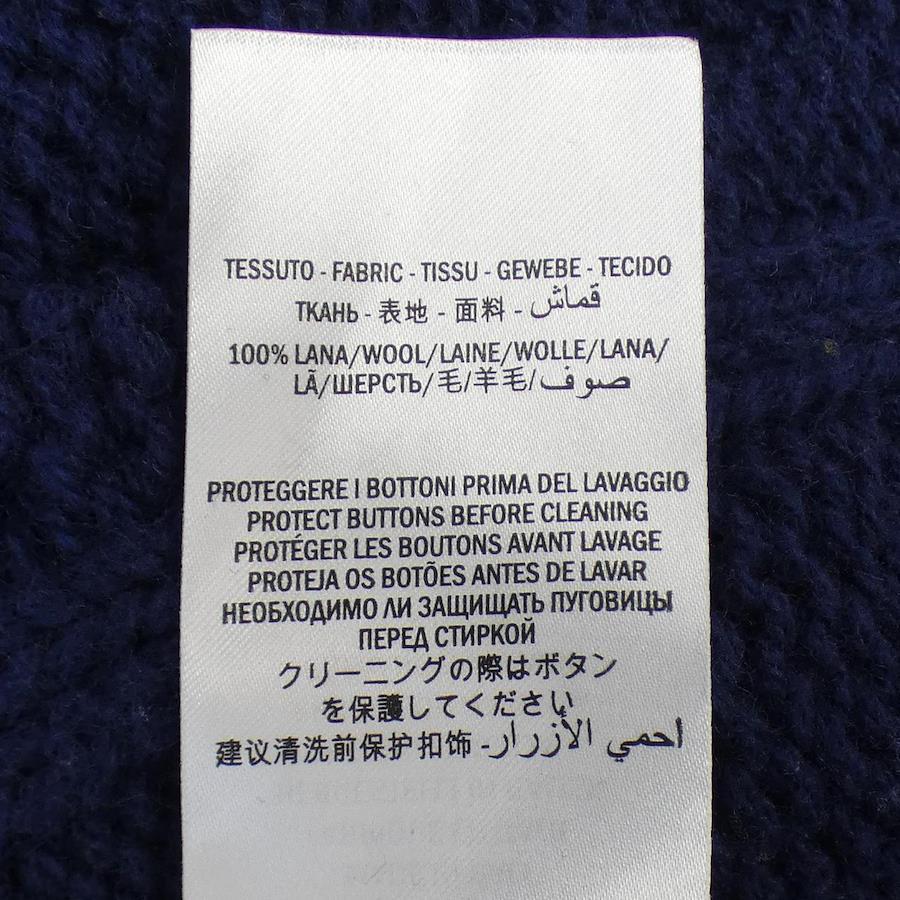 TESSUTO - FABRIC - TISSU - GEWEBE - TECIDO
ТКАНЬ - 表地 - 面料 - قماش
100% LANA/WOOL/LAINE/WOLLE/LANA/
LÃ/ШЕРСТЬ/毛/羊毛/صوف
PROTEGGERE I BOTTONI PRIMA DEL LAVAGGIO
PROTECT BUTTONS BEFORE CLEANING
PROTÉGER LES BOUTONS AVANT LAVAGE
PROTEJA OS BOTÕES ANTES DE LAVAR
НЕОБХОДИМО ЛИ ЗАЩИЩАТЬ ПУГОВИЦЫ
ПЕРЕД СТИРКОЙ
クリーニングの際はボタン
を保護してください
建议清洗前保护扣饰 - احمي الأزرار